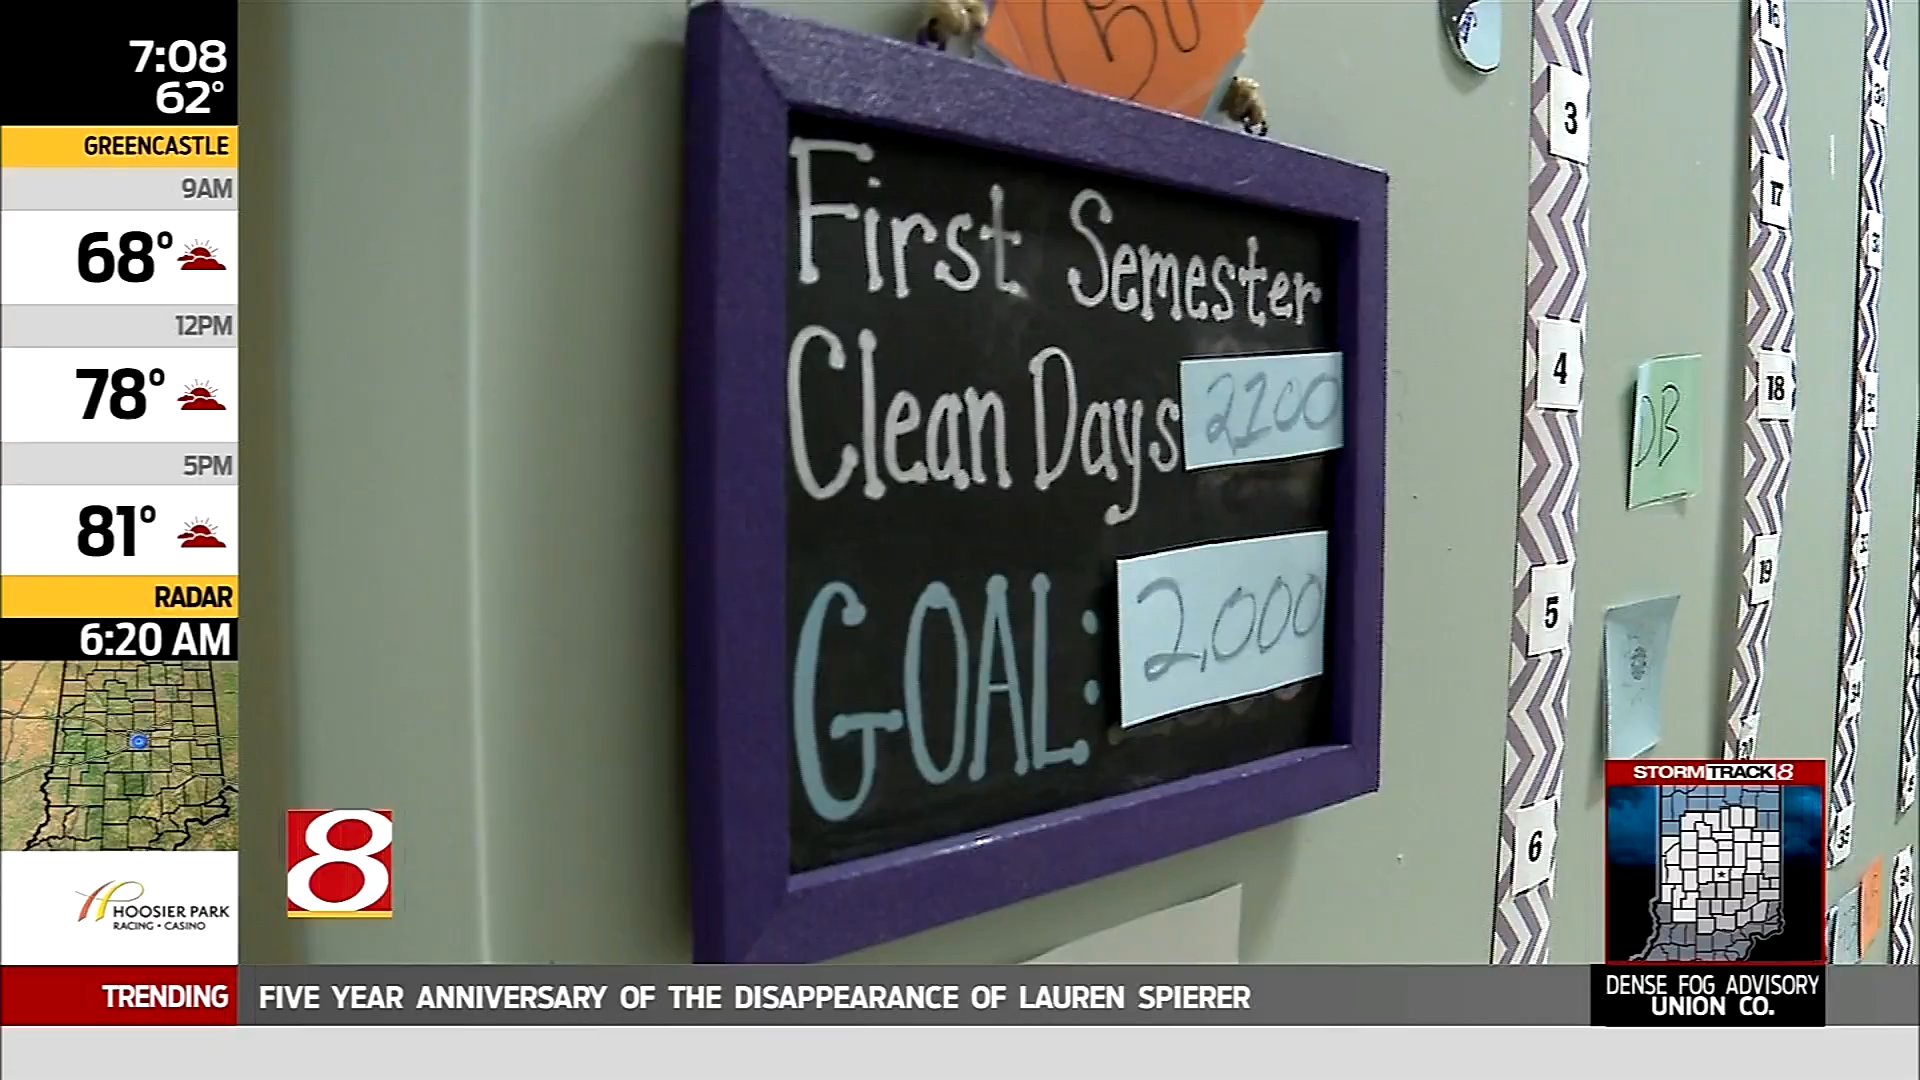 7:08
62°
GREENCASTLE
9AM
68°
12PM
78°
5PM
81°
RADAR
6:20 AM
HOOSIER PARK
RACING • CASINO
8
First Semester
Clean Days 2100
GOAL: 2,000
3
4
5
6
17
18
19
DB
STORMTRACK8
DENSE FOG ADVISORY
UNION CO.
TRENDING
FIVE YEAR ANNIVERSARY OF THE DISAPPEARANCE OF LAUREN SPIERER